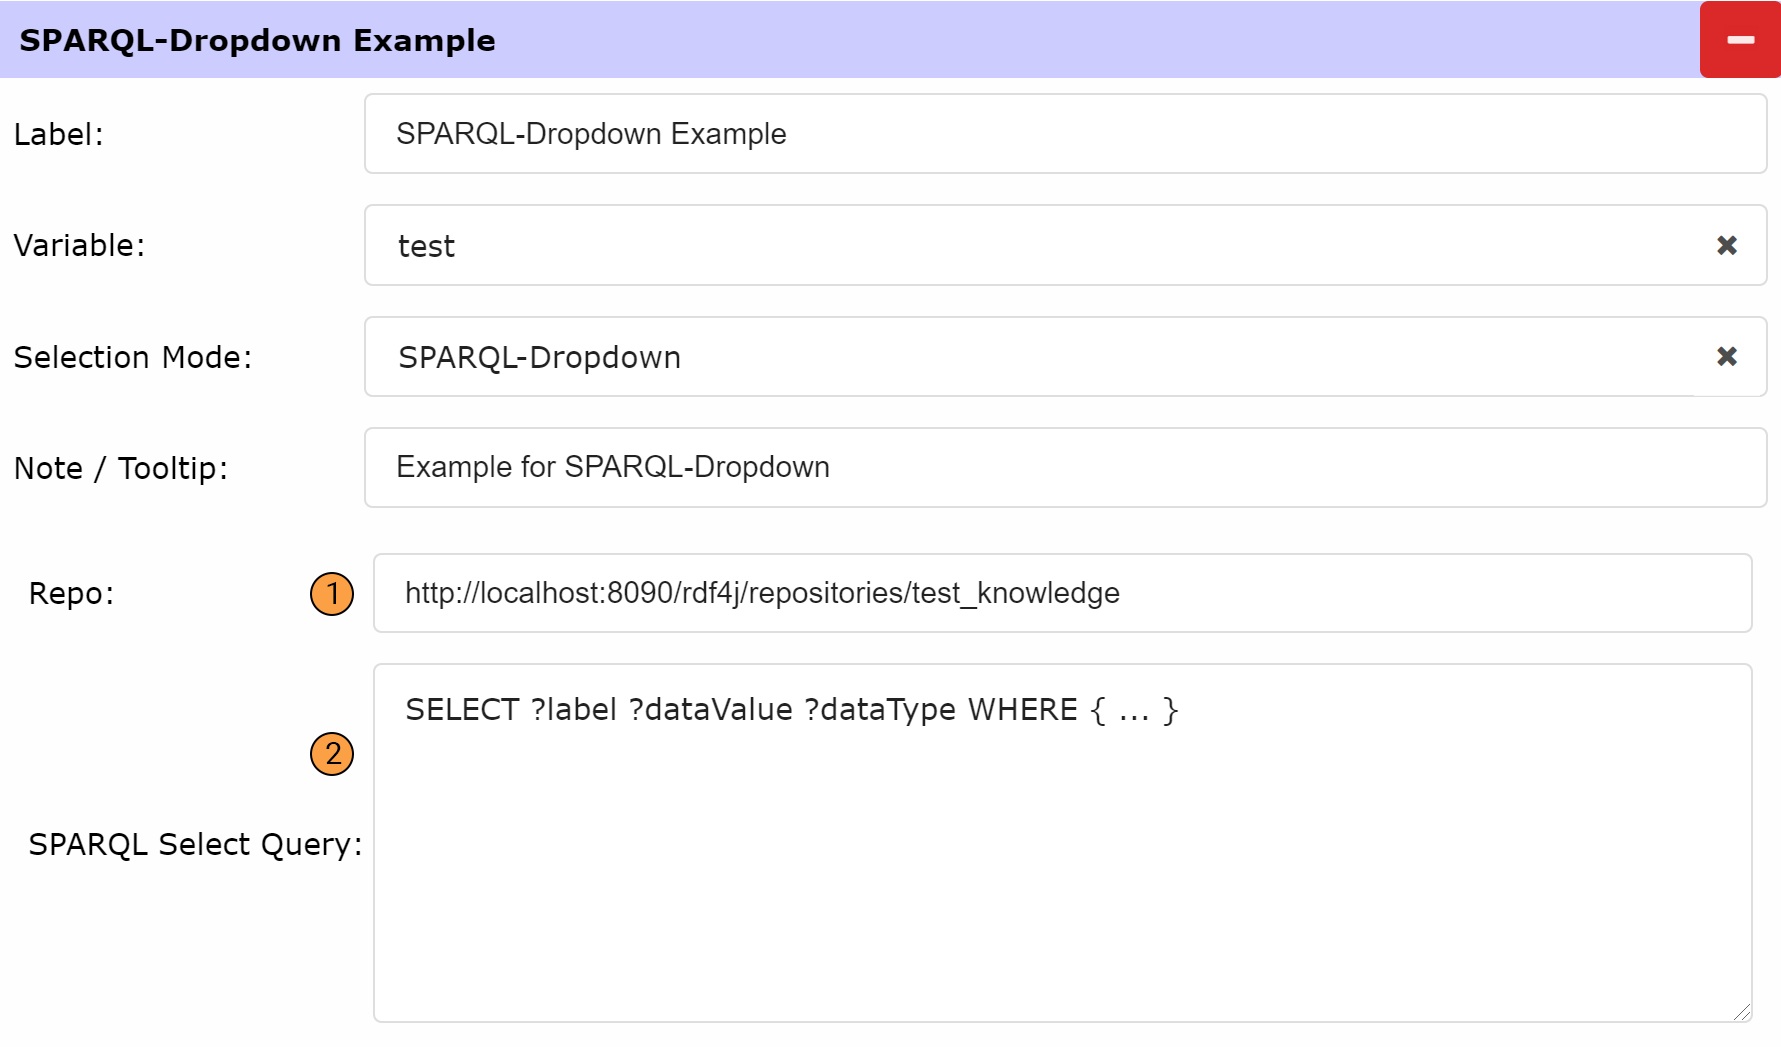 SPARQL-Dropdown Example
Label: SPARQL-Dropdown Example
Variable: test
Selection Mode: SPARQL-Dropdown
Note / Tooltip: Example for SPARQL-Dropdown
Repo: 1 http://localhost:8090/rdf4j/repositories/test_knowledge
SELECT ?label ?dataValue ?dataType WHERE { ... }
2
SPARQL Select Query: